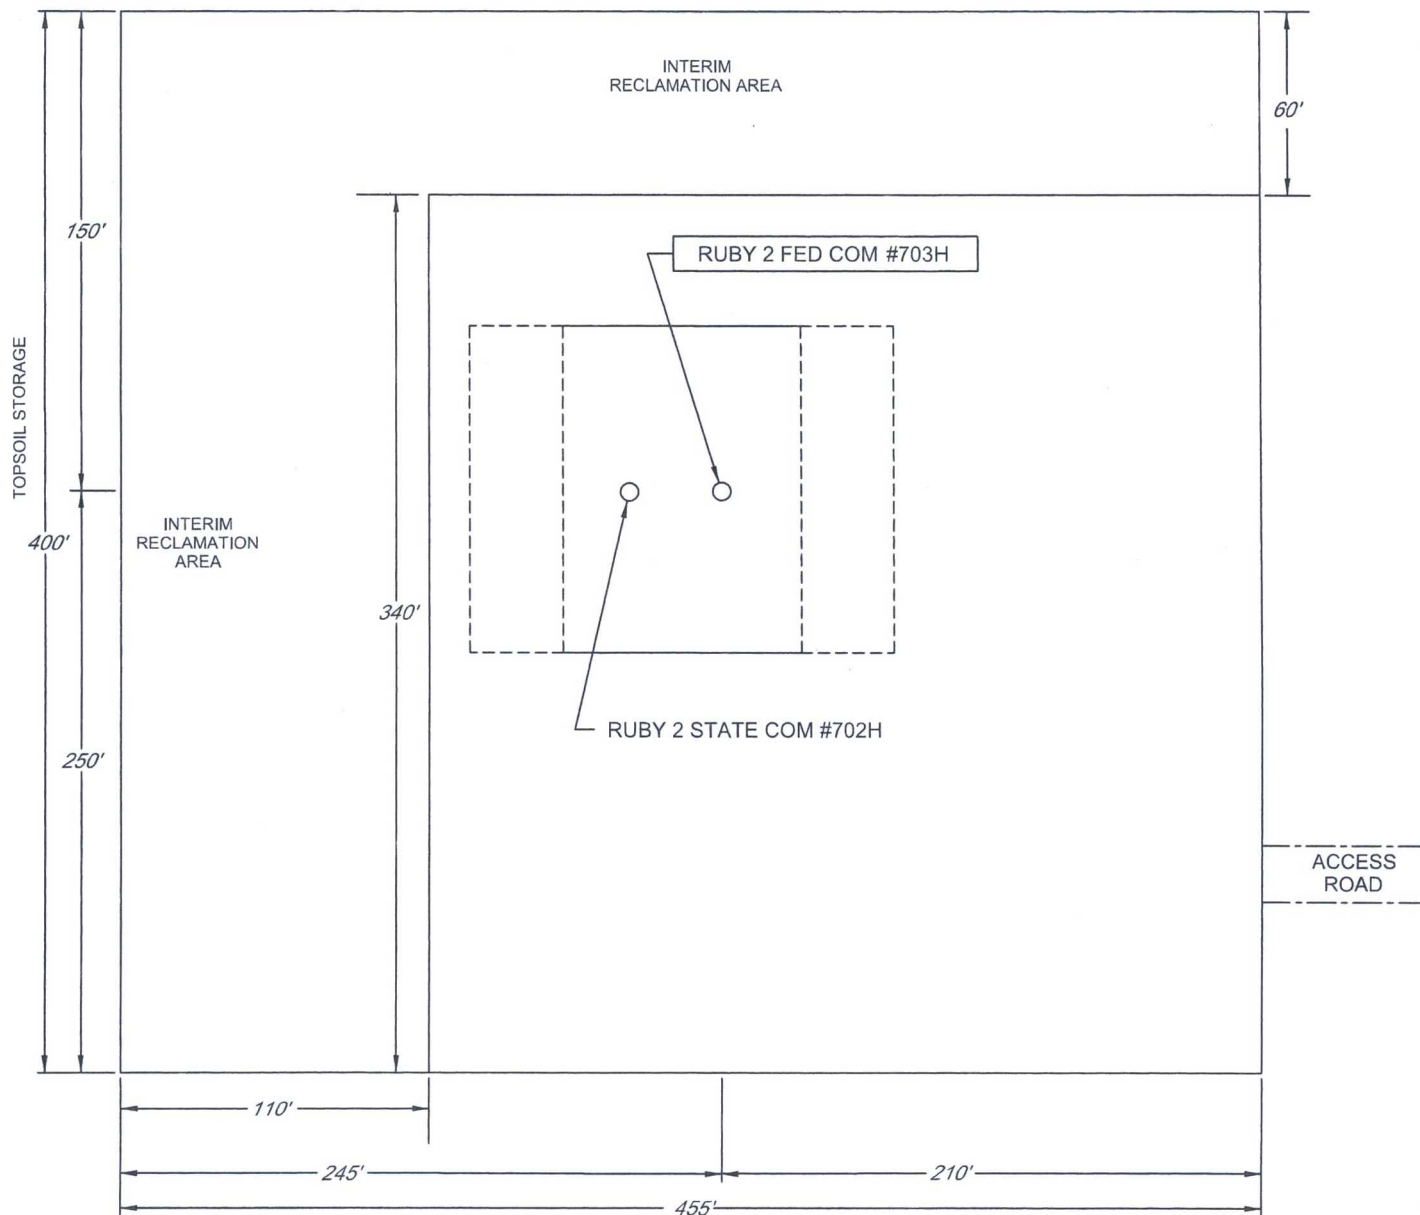 INTERIM
RECLAMATION AREA
60'
150'
RUBY 2 FED COM #703H
TOPSOIL STORAGE
400'
INTERIM
RECLAMATION
AREA
340'
RUBY 2 STATE COM #702H
250'
ACCESS
ROAD
110'
245'
210'
455'